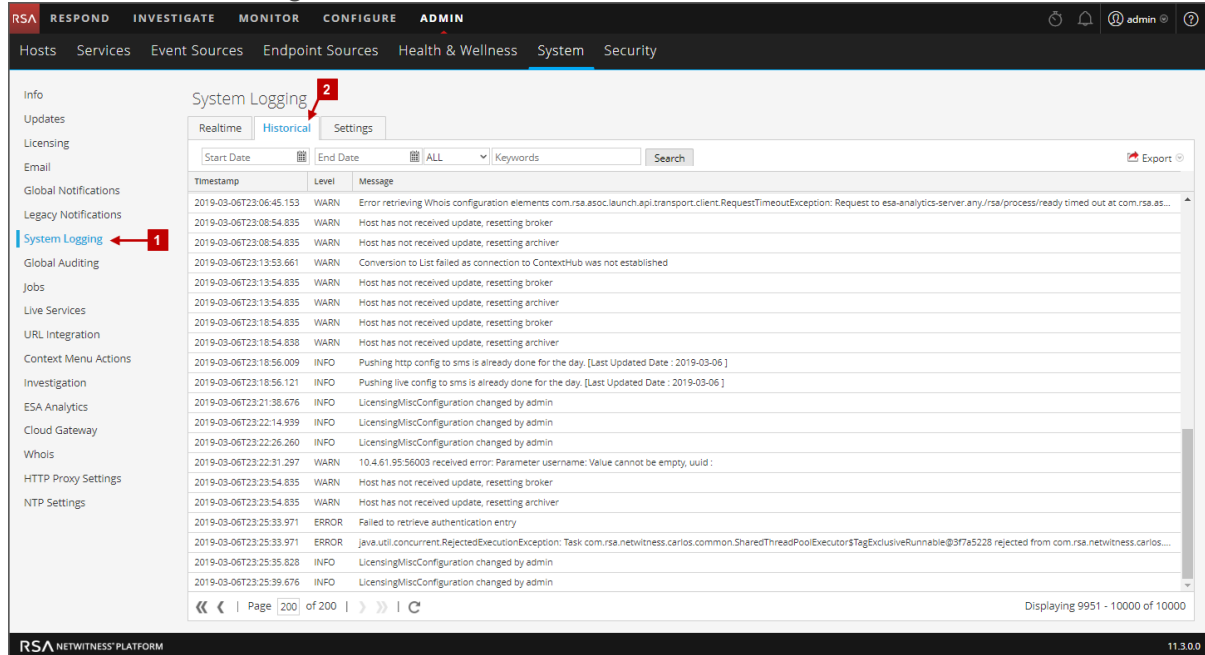 RSA RESPOND INVESTIGATE MONITOR CONFIGURE ADMIN admin
Hosts Services Event Sources Endpoint Sources Health & Wellness System Security
Info
Updates
Licensing
Email
Global Notifications
Legacy Notifications
System Logging
1
Global Auditing
Jobs
Live Services
URL Integration
Context Menu Actions
Investigation
ESA Analytics
Cloud Gateway
Whois
HTTP Proxy Settings
NTP Settings
System Logging
2
Realtime Historical Settings
Start Date End Date ALL Keywords Search Export
Timestamp Level Message
2019-03-06T23:06:45.153 WARN Error retrieving Whois configuration elements com.rsa.asoc.launch.api.transport.client.RequestTimeoutException: Request to esa-analytics-server.any./rsa/process/ready timed out at com.rsa.as...
2019-03-06T23:08:54.835 WARN Host has not received update, resetting broker
2019-03-06T23:08:54.835 WARN Host has not received update, resetting archiver
2019-03-06T23:13:53.661 WARN Conversion to List failed as connection to ContextHub was not established
2019-03-06T23:13:54.835 WARN Host has not received update, resetting broker
2019-03-06T23:13:54.835 WARN Host has not received update, resetting archiver
2019-03-06T23:18:54.835 WARN Host has not received update, resetting broker
2019-03-06T23:18:54.838 WARN Host has not received update, resetting archiver
2019-03-06T23:18:56.009 INFO Pushing http config to sms is already done for the day. [Last Updated Date : 2019-03-06 ]
2019-03-06T23:18:56.121 INFO Pushing live config to sms is already done for the day. [Last Updated Date : 2019-03-06 ]
2019-03-06T23:21:38.676 INFO LicensingMiscConfiguration changed by admin
2019-03-06T23:22:14.939 INFO LicensingMiscConfiguration changed by admin
2019-03-06T23:22:26.260 INFO LicensingMiscConfiguration changed by admin
2019-03-06T23:22:31.297 WARN 10.4.61.95:56003 received error: Parameter username: Value cannot be empty, uuid :
2019-03-06T23:23:54.835 WARN Host has not received update, resetting broker
2019-03-06T23:23:54.835 WARN Host has not received update, resetting archiver
2019-03-06T23:25:33.971 ERROR Failed to retrieve authentication entry
2019-03-06T23:25:33.971 ERROR java.util.concurrent.RejectedExecutionException: Task com.rsa.netwitness.carlos.common.SharedThreadPoolExecutor$TagExclusiveRunnable@3f7a5228 rejected from com.rsa.netwitness.carlos....
2019-03-06T23:25:35.828 INFO LicensingMiscConfiguration changed by admin
2019-03-06T23:25:39.676 INFO LicensingMiscConfiguration changed by admin
Page 200 of 200 Displaying 9951 - 10000 of 10000
RSA NETWITNESS® PLATFORM 11.3.0.0